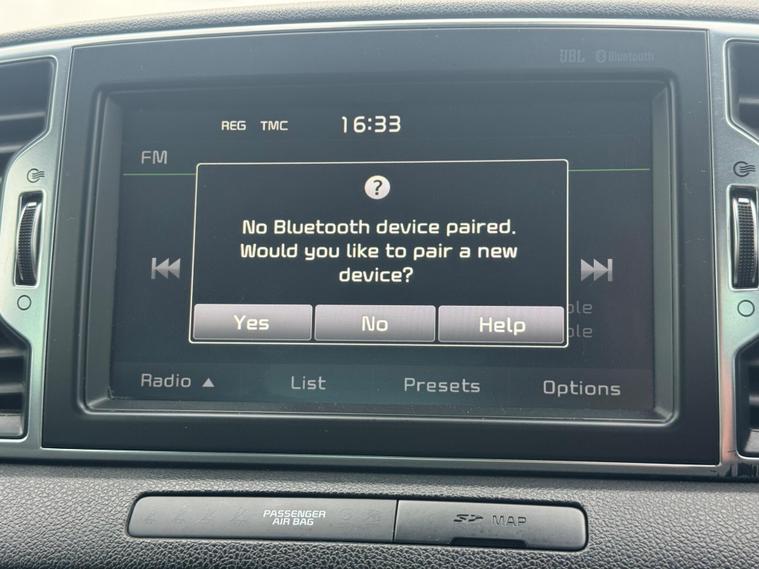 JBL Bluetooth
REG TMC 16:33
FM
?
No Bluetooth device paired.
Would you like to pair a new
device?
Yes No Help
Radio ▲ List Presets Options
PASSENGER
AIR BAG
SD MAP